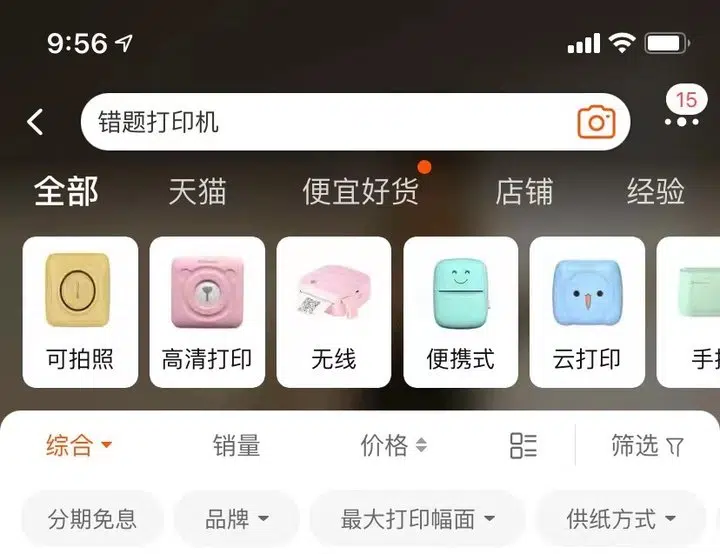 9:56
15
错题打印机
全部 天猫 便宜好货 店铺 经验
可拍照 高清打印 无线 便携式 云打印
综合 销量 价格 筛选
分期免息 品牌 最大打印幅面 供纸方式